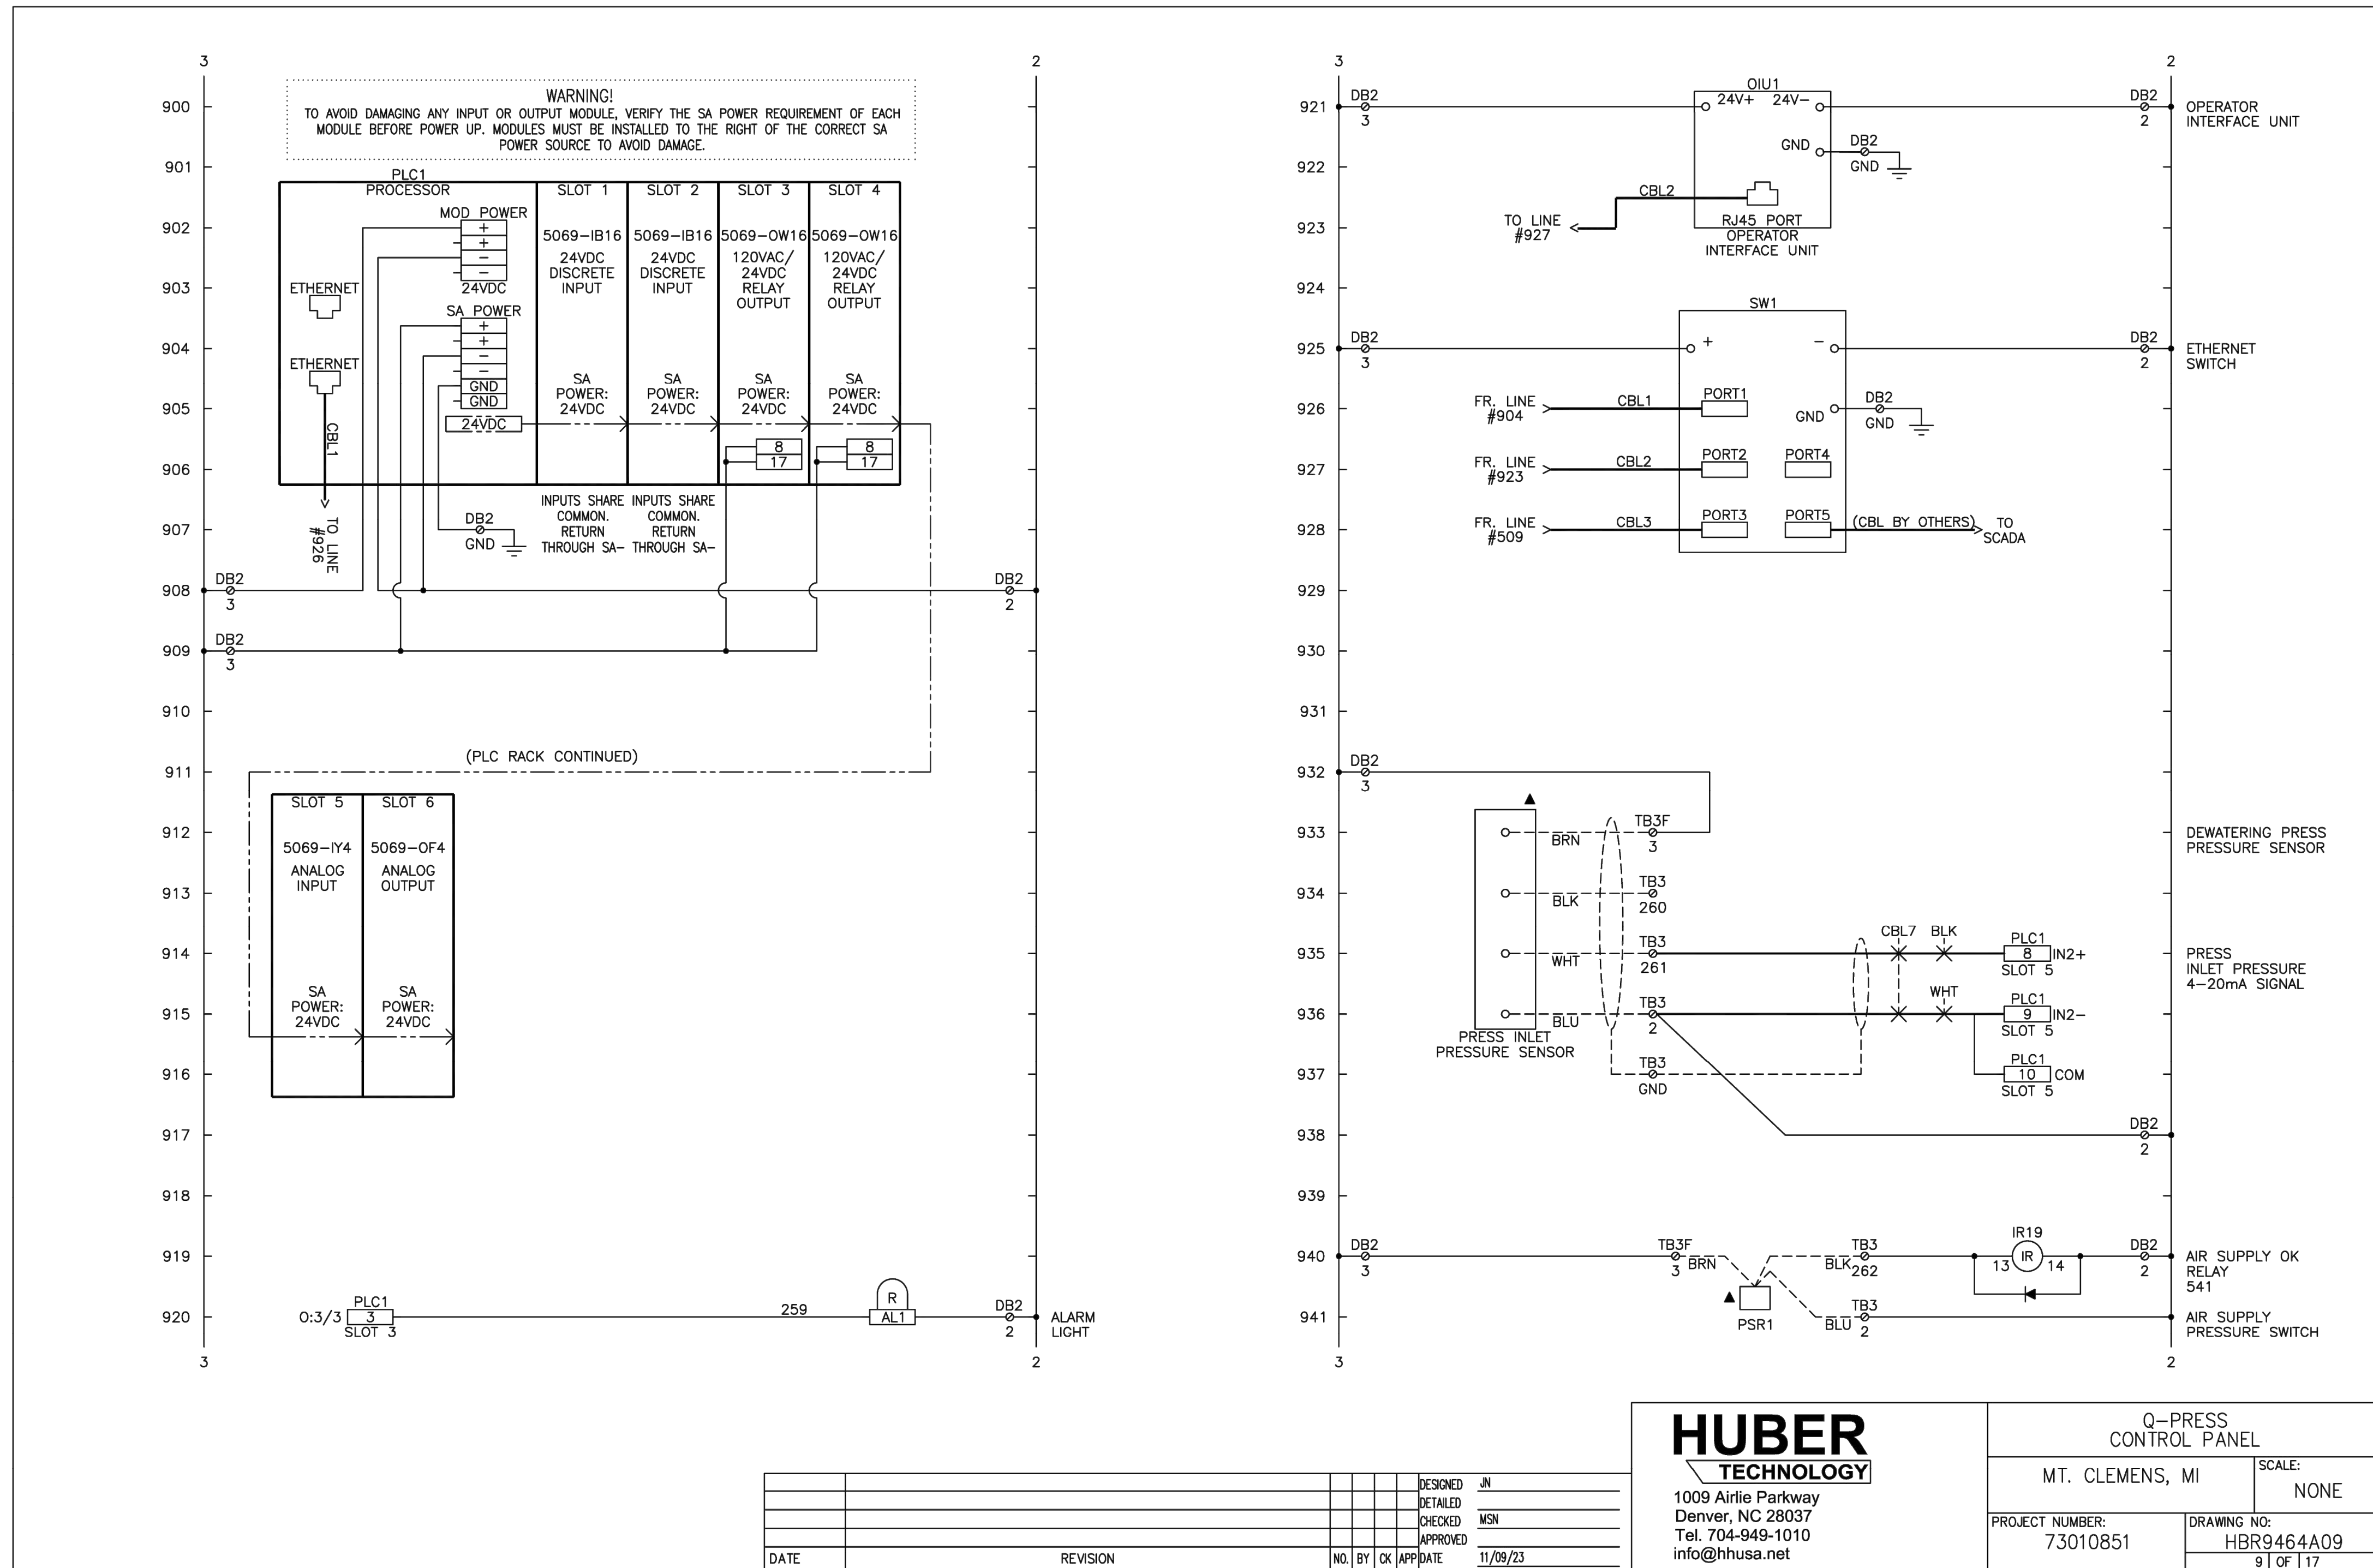 3
2
3
2
WARNING!
TO AVOID DAMAGING ANY INPUT OR OUTPUT MODULE, VERIFY THE SA POWER REQUIREMENT OF EACH
MODULE BEFORE POWER UP. MODULES MUST BE INSTALLED TO THE RIGHT OF THE CORRECT SA
POWER SOURCE TO AVOID DAMAGE.
900
901
902
903
904
905
906
907
908
909
910
911
912
913
914
915
916
917
918
919
920
PLC1
PROCESSOR
SLOT 1
SLOT 2
SLOT 3
SLOT 4
MOD POWER
+
+
−
−
24VDC
ETHERNET
SA POWER
+
+
−
−
GND
GND
24VDC
ETHERNET
CBL1
TO LINE
#926
5069-IB16
24VDC
DISCRETE
INPUT
SA
POWER:
24VDC
INPUTS SHARE
COMMON.
RETURN
THROUGH SA-
5069-IB16
24VDC
DISCRETE
INPUT
SA
POWER:
24VDC
INPUTS SHARE
COMMON.
RETURN
THROUGH SA-
5069-OW16
120VAC/
24VDC
RELAY
OUTPUT
SA
POWER:
24VDC
8
17
5069-OW16
120VAC/
24VDC
RELAY
OUTPUT
SA
POWER:
24VDC
8
17
DB2
GND
DB2
3
DB2
2
DB2
3
(PLC RACK CONTINUED)
SLOT 5
SLOT 6
5069-IY4
ANALOG
INPUT
SA
POWER:
24VDC
5069-OF4
ANALOG
OUTPUT
SA
POWER:
24VDC
O:3/3
PLC1
3
SLOT 3
259
R
AL1
DB2
2
ALARM
LIGHT
3
2
921
922
923
924
925
926
927
928
929
930
931
932
933
934
935
936
937
938
939
940
941
DB2
3
OIU1
24V+
24V-
GND
DB2
GND
DB2
2
OPERATOR
INTERFACE UNIT
CBL2
TO LINE
#927
RJ45 PORT
OPERATOR
INTERFACE UNIT
SW1
DB2
3
+
−
DB2
2
ETHERNET
SWITCH
FR. LINE
#904
CBL1
PORT1
GND
DB2
GND
FR. LINE
#923
CBL2
PORT2
PORT4
FR. LINE
#509
CBL3
PORT3
PORT5
(CBL BY OTHERS)
TO
SCADA
DB2
3
BRN
TB3F
3
DEWATERING PRESS
PRESSURE SENSOR
BLK
TB3
260
WHT
TB3
261
CBL7
BLK
PLC1
8
IN2+
SLOT 5
PRESS
INLET PRESSURE
4-20mA SIGNAL
BLU
TB3
2
WHT
PLC1
9
IN2-
SLOT 5
PRESS INLET
PRESSURE SENSOR
TB3
GND
PLC1
10
COM
SLOT 5
DB2
2
DB2
3
TB3F
3
BRN
PSR1
BLK
TB3
262
IR19
13
IR
14
DB2
2
AIR SUPPLY OK
RELAY
541
BLU
TB3
2
AIR SUPPLY
PRESSURE SWITCH
3
2
DATE
REVISION
NO.
BY
CK
APP
DESIGNED JN
DETAILED
CHECKED MSN
APPROVED
DATE 11/09/23
HUBER
TECHNOLOGY
1009 Airlie Parkway
Denver, NC 28037
Tel. 704-949-1010
info@hhusa.net
Q-PRESS
CONTROL PANEL
MT. CLEMENS, MI
SCALE:
NONE
PROJECT NUMBER:
73010851
DRAWING NO:
HBR9464A09
9 OF 17